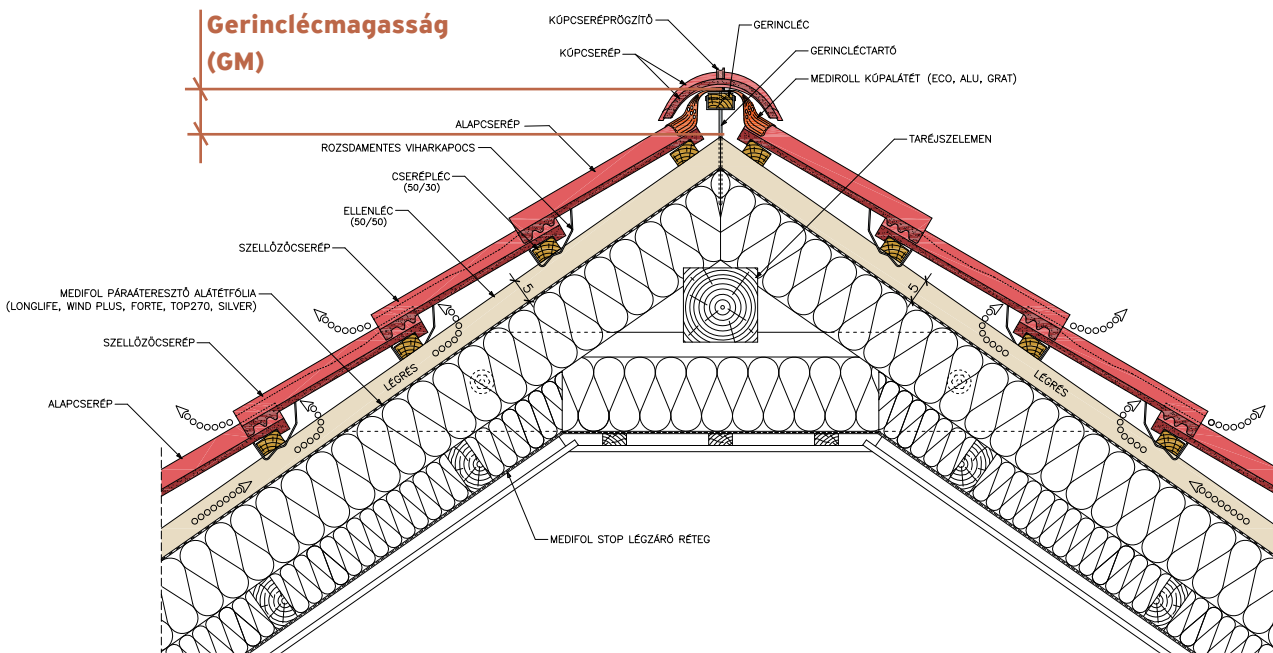 Gerinclécmagasság
(GM)
KÚPCSERÉPRÖGZÍTŐ
GERINCLÉC
KÚPCSERÉP
GERINCLÉCTARTÓ
MEDIROLL KÚPALÁTÉT (ECO, ALU, GRAT)
ALAPCSERÉP
TARÉJSZELEMEN
ROZSDAMENTES VIHARKAPOCS
CSERÉPLÉC
(50/30)
ELLENLÉC
(50/50)
SZELLŐZŐCSERÉP
MEDIFOL PÁRAÁTERESZTŐ ALÁTÉTFÓLIA
(LONGLIFE, WIND PLUS, FORTE, TOP270, SILVER)
5
5
SZELLŐZŐCSERÉP
LÉGRÉS
LÉGRÉS
ALAPCSERÉP
MEDIFOL STOP LÉGZÁRÓ RÉTEG